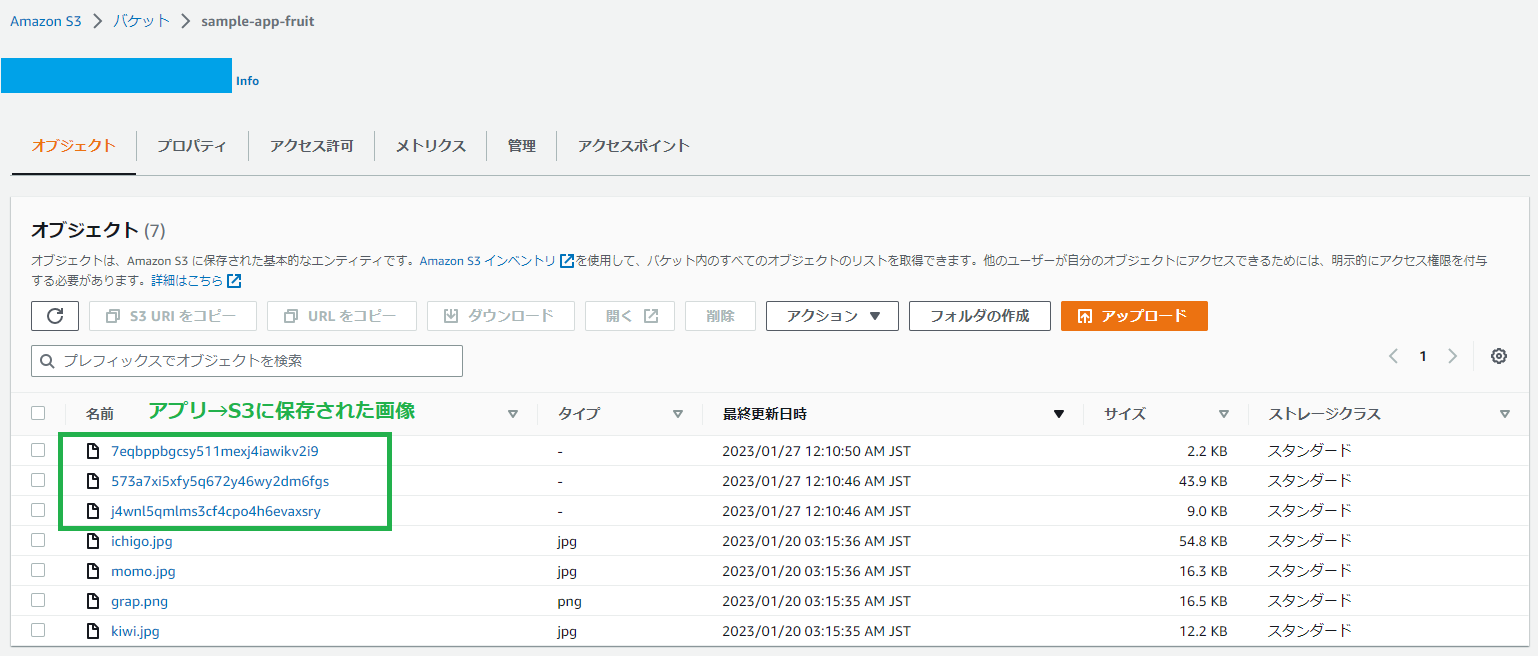 Amazon S3 > バケット > sample-app-fruit
Info
オブジェクト プロパティ アクセス許可 メトリクス 管理 アクセスポイント
オブジェクト (7)
オブジェクトは、Amazon S3 に保存された基本的なエンティティです。Amazon S3 インベントリ を使用して、バケット内のすべてのオブジェクトのリストを取得できます。他のユーザーが自分のオブジェクトにアクセスできるためには、明示的にアクセス権限を付与
する必要があります。詳細はこちら
S3 URI をコピー URL をコピー ダウンロード 開く 削除 アクション ▼ フォルダの作成 アップロード
プレフィックスでオブジェクトを検索
1
名前 アプリ→S3に保存された画像 タイプ 最終更新日時 サイズ ストレージクラス
7eqbppbgcsy511mexj4iawikv2i9 - 2023/01/27 12:10:50 AM JST 2.2 KB スタンダード
573a7xi5xfy5q672y46wy2dm6fgs - 2023/01/27 12:10:46 AM JST 43.9 KB スタンダード
j4wnl5qmlms3cf4cpo4h6evaxsry - 2023/01/27 12:10:46 AM JST 9.0 KB スタンダード
ichigo.jpg jpg 2023/01/20 03:15:36 AM JST 54.8 KB スタンダード
momo.jpg jpg 2023/01/20 03:15:36 AM JST 16.3 KB スタンダード
grap.png png 2023/01/20 03:15:35 AM JST 16.5 KB スタンダード
kiwi.jpg jpg 2023/01/20 03:15:35 AM JST 12.2 KB スタンダード